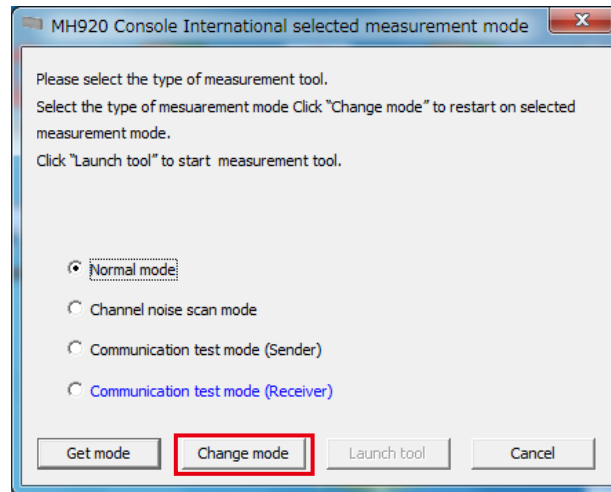 MH920 Console International selected measurement mode
Please select the type of measurement tool.
Select the type of mesuarement mode Click “Change mode” to restart on selected
measurement mode.
Click “Launch tool” to start measurement tool.
Normal mode
Channel noise scan mode
Communication test mode (Sender)
Communication test mode (Receiver)
Get mode
Change mode
Launch tool
Cancel